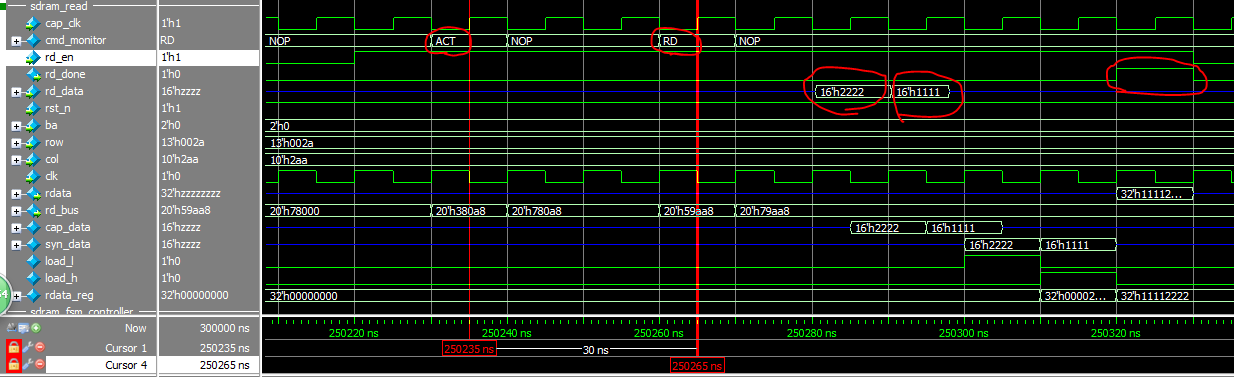 sdram_read
cap_clk 1'h1
cmd_monitor RD NOP ACT NOP RD NOP
rd_en 1'h1
rd_done 1'h0
rd_data 16'hzzzz 16'h2222 16'h1111
rst_n 1'h1
ba 2'h0 2'h0
row 13'h002a 13'h002a
col 10'h2aa 10'h2aa
clk 1'h0
rdata 32'hzzzzzzzz 32'h11112...
rd_bus 20'h59aa8 20'h78000 20'h380a8 20'h780a8 20'h59aa8 20'h79aa8
cap_data 16'hzzzz 16'h2222 16'h1111
syn_data 16'hzzzz 16'h2222 16'h1111
load_l 1'h0
load_h 1'h0
rdata_reg 32'h00000000 32'h00000000 32'h00002... 32'h11112222
sdram_fsm_controller
Now 300000 ns 250220 ns 250240 ns 250260 ns 250280 ns 250300 ns 250320 ns
Cursor 1 250235 ns 250235 ns 30 ns
Cursor 4 250265 ns 250265 ns